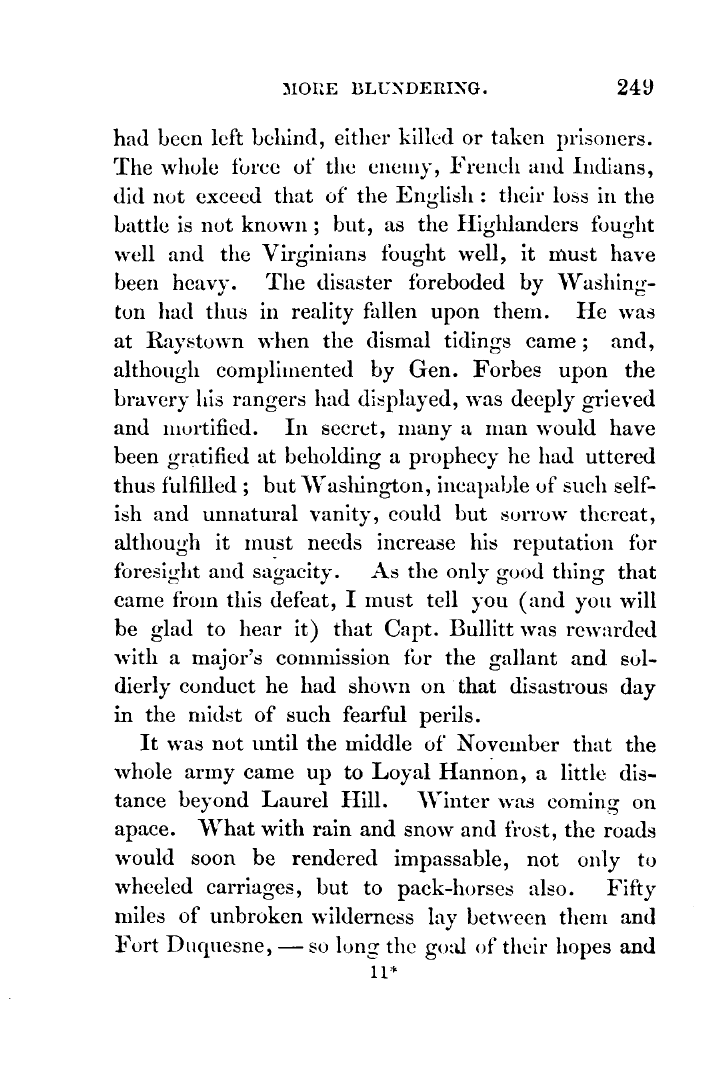 MORE BLUNDERING. 249
had been left behind, either killed or taken prisoners.
The whole force of the enemy, French and Indians,
did not exceed that of the English : their loss in the
battle is not known ; but, as the Highlanders fought
well and the Virginians fought well, it must have
been heavy. The disaster foreboded by Washing-
ton had thus in reality fallen upon them. He was
at Raystown when the dismal tidings came ; and,
although complimented by Gen. Forbes upon the
bravery his rangers had displayed, was deeply grieved
and mortified. In secret, many a man would have
been gratified at beholding a prophecy he had uttered
thus fulfilled ; but Washington, incapable of such self-
ish and unnatural vanity, could but sorrow thereat,
although it must needs increase his reputation for
foresight and sagacity. As the only good thing that
came from this defeat, I must tell you (and you will
be glad to hear it) that Capt. Bullitt was rewarded
with a major's commission for the gallant and sol-
dierly conduct he had shown on that disastrous day
in the midst of such fearful perils.
It was not until the middle of November that the
whole army came up to Loyal Hannon, a little dis-
tance beyond Laurel Hill. Winter was coming on
apace. What with rain and snow and frost, the roads
would soon be rendered impassable, not only to
wheeled carriages, but to pack-horses also. Fifty
miles of unbroken wilderness lay between them and
Fort Duquesne, — so long the goal of their hopes and
11*